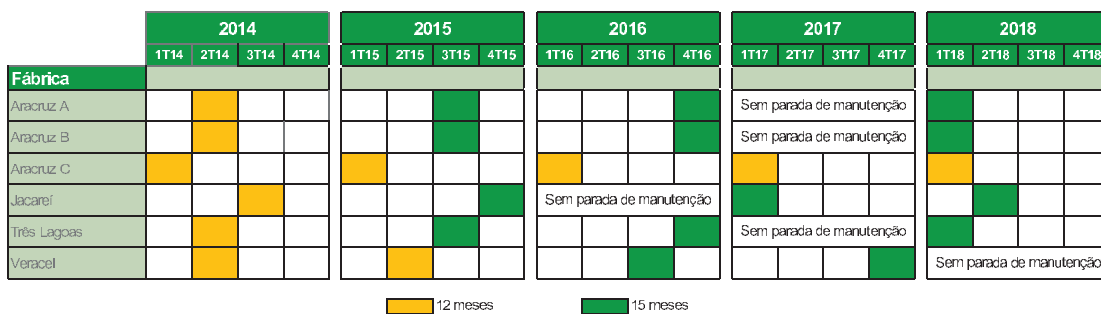 2014 2015 2016 2017 2018
1T14 2T14 3T14 4T14 1T15 2T15 3T15 4T15 1T16 2T16 3T16 4T16 1T17 2T17 3T17 4T17 1T18 2T18 3T18 4T18
Fábrica
Aracruz A Sem parada de manutenção
Aracruz B Sem parada de manutenção
Aracruz C
Jacareí Sem parada de manutenção
Três Lagoas Sem parada de manutenção
Veracel Sem parada de manutenção
12 meses 15 meses